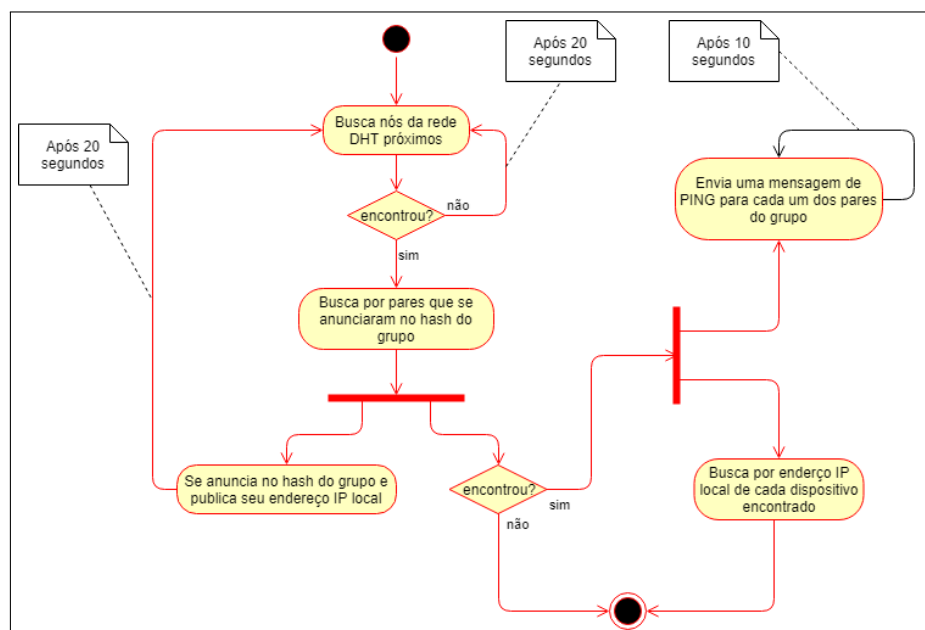 Após 20
segundos
Após 10
segundos
Busca nós da rede
DHT próximos
Após 20
segundos
não
encontrou?
Envia uma mensagem de
PING para cada um dos pares
do grupo
sim
Busca por pares que se
anunciaram no hash do
grupo
Se anuncia no hash do grupo e
publica seu endereço IP local
encontrou?
sim
não
Busca por enderço IP
local de cada dispositivo
encontrado